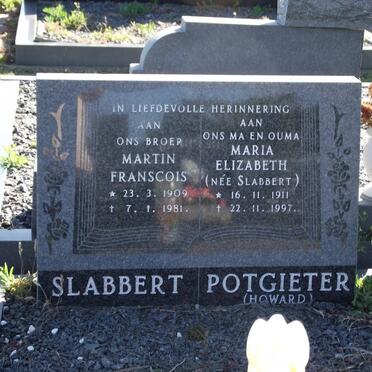 IN LIEFDEVOLLE HERINNERING
AAN
ONS BROER
MARTIN
FRANSCOIS
* 23. 3. 1909
† 7. 1. 1981.
AAN
ONS MA EN OUMA
MARIA
ELIZABETH
(NÉE SLABBERT)
* 16. 11. 1911
† 22. 11. 1997.
SLABBERT
POTGIETER
(HOWARD)